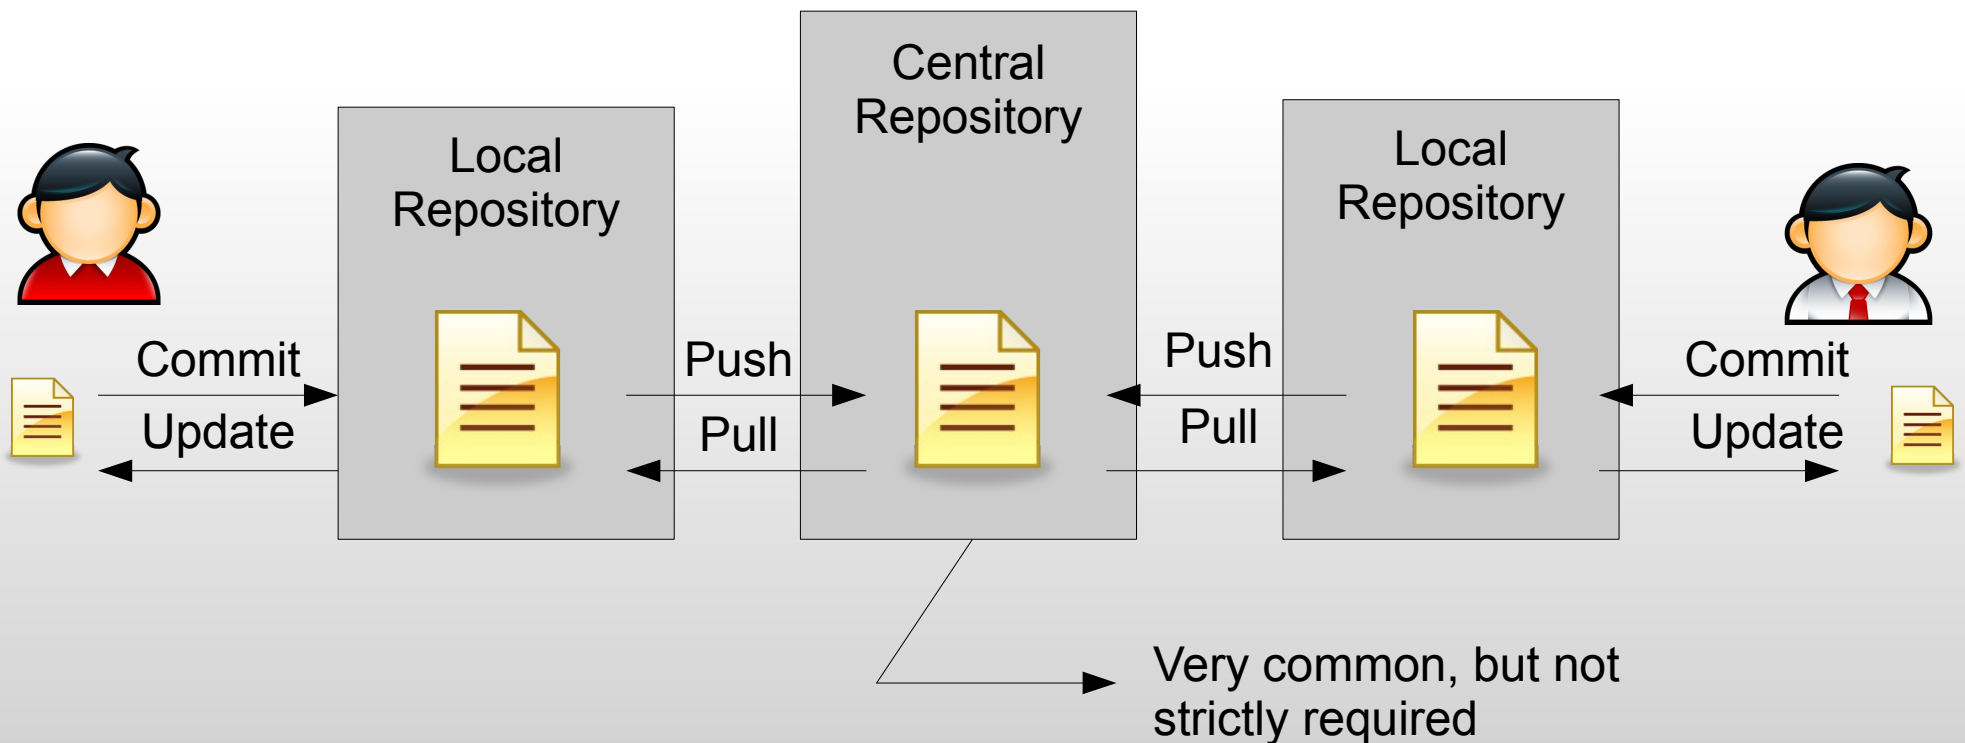 Central
Repository
Local
Repository
Local
Repository
Commit
Update
Push
Pull
Push
Pull
Commit
Update
Very common, but not
strictly required